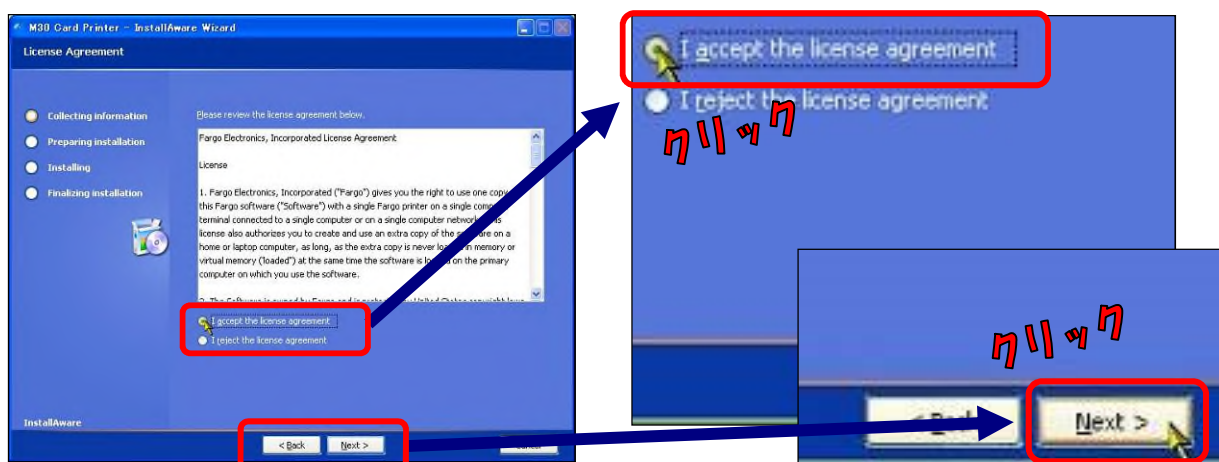 M30 Card Printer - InstallAware Wizard
License Agreement
Collecting information
Preparing installation
Installing
Finalizing installation
Please review the license agreement below.
Fargo Electronics, Incorporated License Agreement
License
1. Fargo Electronics, Incorporated ("Fargo") gives you the right to use one copy
this Fargo software ("Software") with a single Fargo printer on a single
terminal connected to a single computer or on a single computer network
license also authorizes you to create and use an extra copy of the on a
home or laptop computer, as long, as the extra copy is never in memory or
virtual memory ("loaded") at the same time the software is on the primary
computer on which you use the software.
I accept the license agreement
I reject the license agreement
InstallAware
< Back
Next >
I accept the license agreement
I reject the license agreement
クリック
クリック
Next >